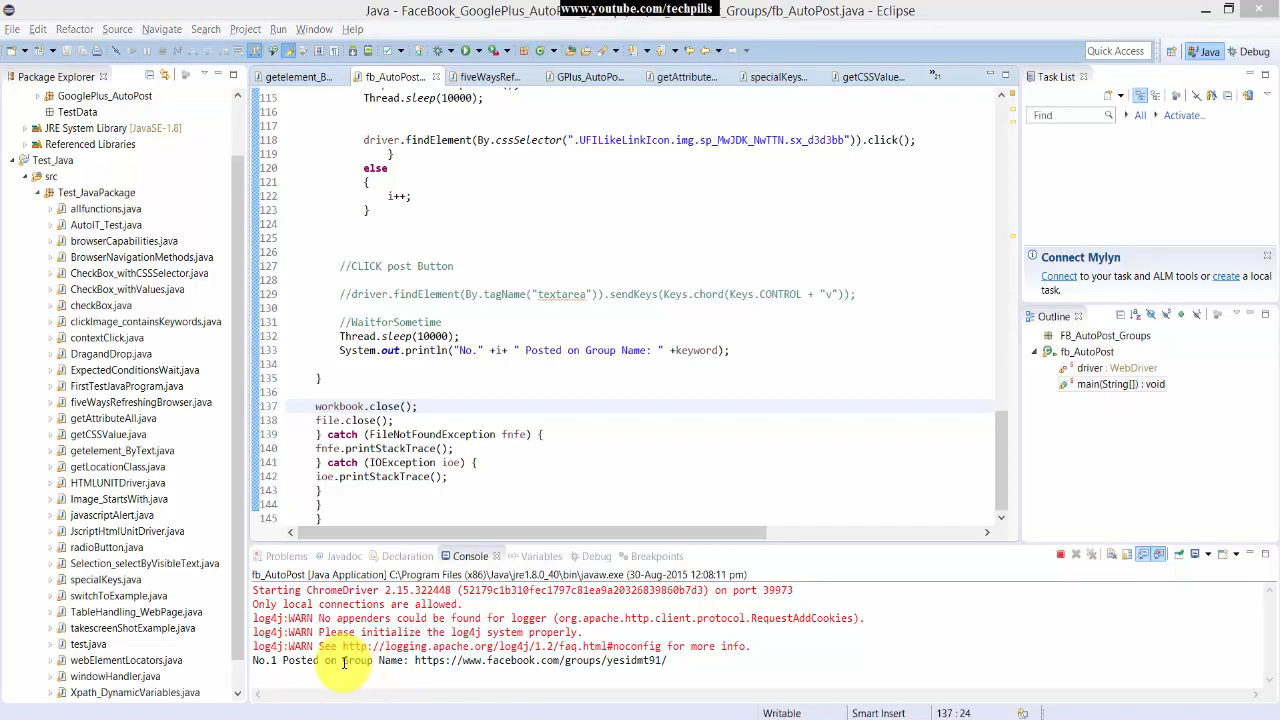 www.youtube.com/techpills
Java - FaceBook_GooglePlus_AutoPo
_Groups/fb_AutoPost.java - Eclipse
File Edit Refactor Source Navigate Search Project Run Window Help
Quick Access Java Debug
Package Explorer
GooglePlus_AutoPost
TestData
JRE System Library [JavaSE-1.8]
Referenced Libraries
Test_Java
src
Test_JavaPackage
allfunctions.java
AutoIT_Test.java
browserCapabilities.java
BrowserNavigationMethods.java
CheckBox_withCSSSelector.java
CheckBox_withValues.java
checkBox.java
clickImage_containsKeywords.java
contextClick.java
DragandDrop.java
ExpectedConditionsWait.java
FirstTestJavaProgram.java
fiveWaysRefreshingBrowser.java
getAttributeAll.java
getCSSValue.java
getelement_ByText.java
getLocationClass.java
HTMLUNITDriver.java
Image_StartsWith.java
javascriptAlert.java
JscriptHtmlUnitDriver.java
radioButton.java
Selection_selectByVisibleText.java
specialKeys.java
switchToExample.java
TableHandling_WebPage.java
takescreenShotExample.java
test.java
webElementLocators.java
windowHandler.java
Xpath_DynamicVariables.java
getelement_B... fb_AutoPost... fiveWaysRef... GPlus_AutoPo... getAttribute... specialKeys... getCSSValue... »21
115 Thread.sleep(10000);
116
117
118 driver.findElement(By.cssSelector(".UFILikeLinkIcon.img.sp_MwJDK_NwTTN.sx_d3d3bb")).click();
119 }
120 else
121 {
122 i++;
123 }
124
125
126
127 //CLICK post Button
128
129 //driver.findElement(By.tagName("textarea")).sendKeys(Keys.chord(Keys.CONTROL + "v"));
130
131 //WaitforSometime
132 Thread.sleep(10000);
133 System.out.println("No." +i+ " Posted on Group Name: " +keyword);
134
135 }
136
137 workbook.close();
138 file.close();
139 } catch (FileNotFoundException fnfe) {
140 fnfe.printStackTrace();
141 } catch (IOException ioe) {
142 ioe.printStackTrace();
143 }
144 }
145 }
Task List
Find All Activate...
Connect Mylyn
Connect to your task and ALM tools or create a local
task.
Outline
FB_AutoPost_Groups
fb_AutoPost
driver : WebDriver
main(String[]) : void
Problems Javadoc Declaration Console Variables Debug Breakpoints
fb_AutoPost [Java Application] C:\Program Files (x86)\Java\jre1.8.0_40\bin\javaw.exe (30-Aug-2015 12:08:11 pm)
Starting ChromeDriver 2.15.322448 (52179c1b310fec1797c81ea9a20326839860b7d3) on port 39973
Only local connections are allowed.
log4j:WARN No appenders could be found for logger (org.apache.http.client.protocol.RequestAddCookies).
log4j:WARN Please initialize the log4j system properly.
log4j:WARN See http://logging.apache.org/log4j/1.2/faq.html#noconfig for more info.
No.1 Posted on Group Name: https://www.facebook.com/groups/yesidmt91/
Writable Smart Insert 137 : 24